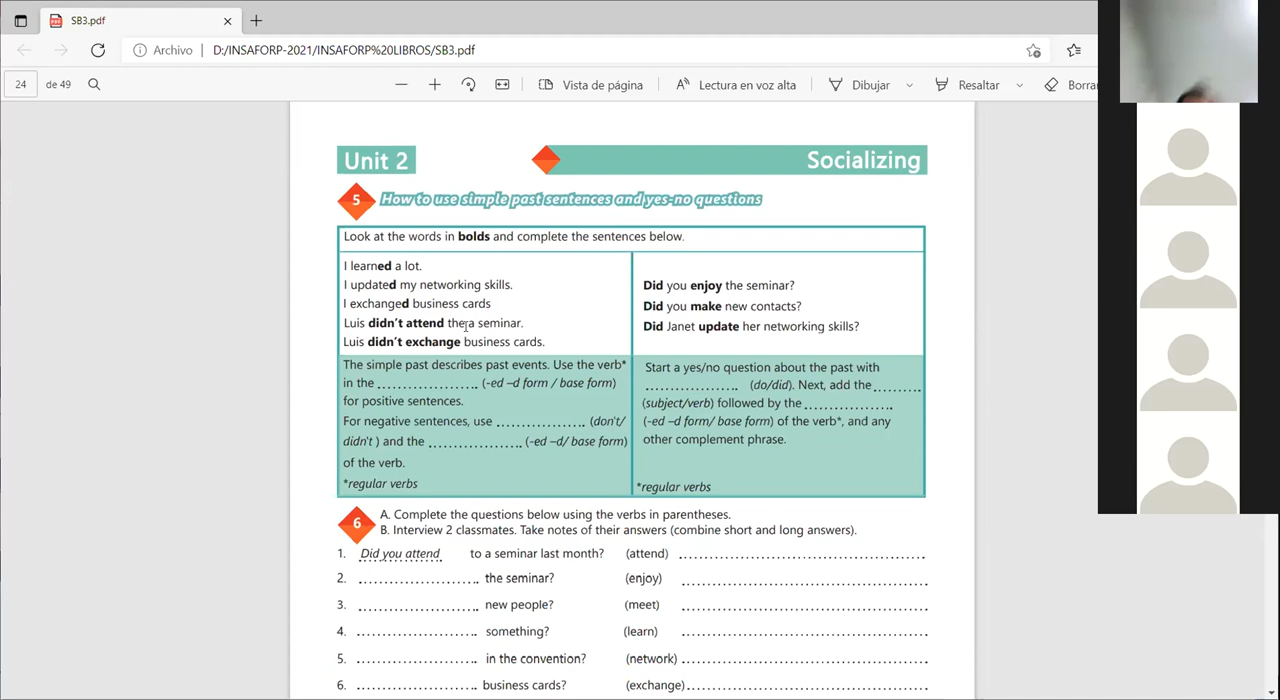 SB3.pdf
Archivo | D:/INSAFORP-2021/INSAFORP%20LIBROS/SB3.pdf
24 de 49 Vista de página Lectura en voz alta Dibujar Resaltar Borrar
Unit 2 Socializing
5 How to use simple past sentences and yes-no questions
Look at the words in bolds and complete the sentences below.
I learned a lot.
I updated my networking skills.
I exchanged business cards
Luis didn't attend the a seminar.
Luis didn't exchange business cards.
Did you enjoy the seminar?
Did you make new contacts?
Did Janet update her networking skills?
The simple past describes past events. Use the verb*
in the .................... (-ed –d form / base form)
for positive sentences.
For negative sentences, use .................. (don't/
didn't ) and the ................... (-ed –d/ base form)
of the verb.
*regular verbs
Start a yes/no question about the past with
................... (do/did). Next, add the..........
(subject/verb) followed by the ..................
(-ed –d form/ base form) of the verb*, and any
other complement phrase.
*regular verbs
6 A. Complete the questions below using the verbs in parentheses.
B. Interview 2 classmates. Take notes of their answers (combine short and long answers).
1. Did you attend to a seminar last month? (attend) ..................................................
2. ......................... the seminar? (enjoy) ..................................................
3. ......................... new people? (meet) ..................................................
4. ......................... something? (learn) ..................................................
5. ......................... in the convention? (network) ..................................................
6. ......................... business cards? (exchange)..................................................